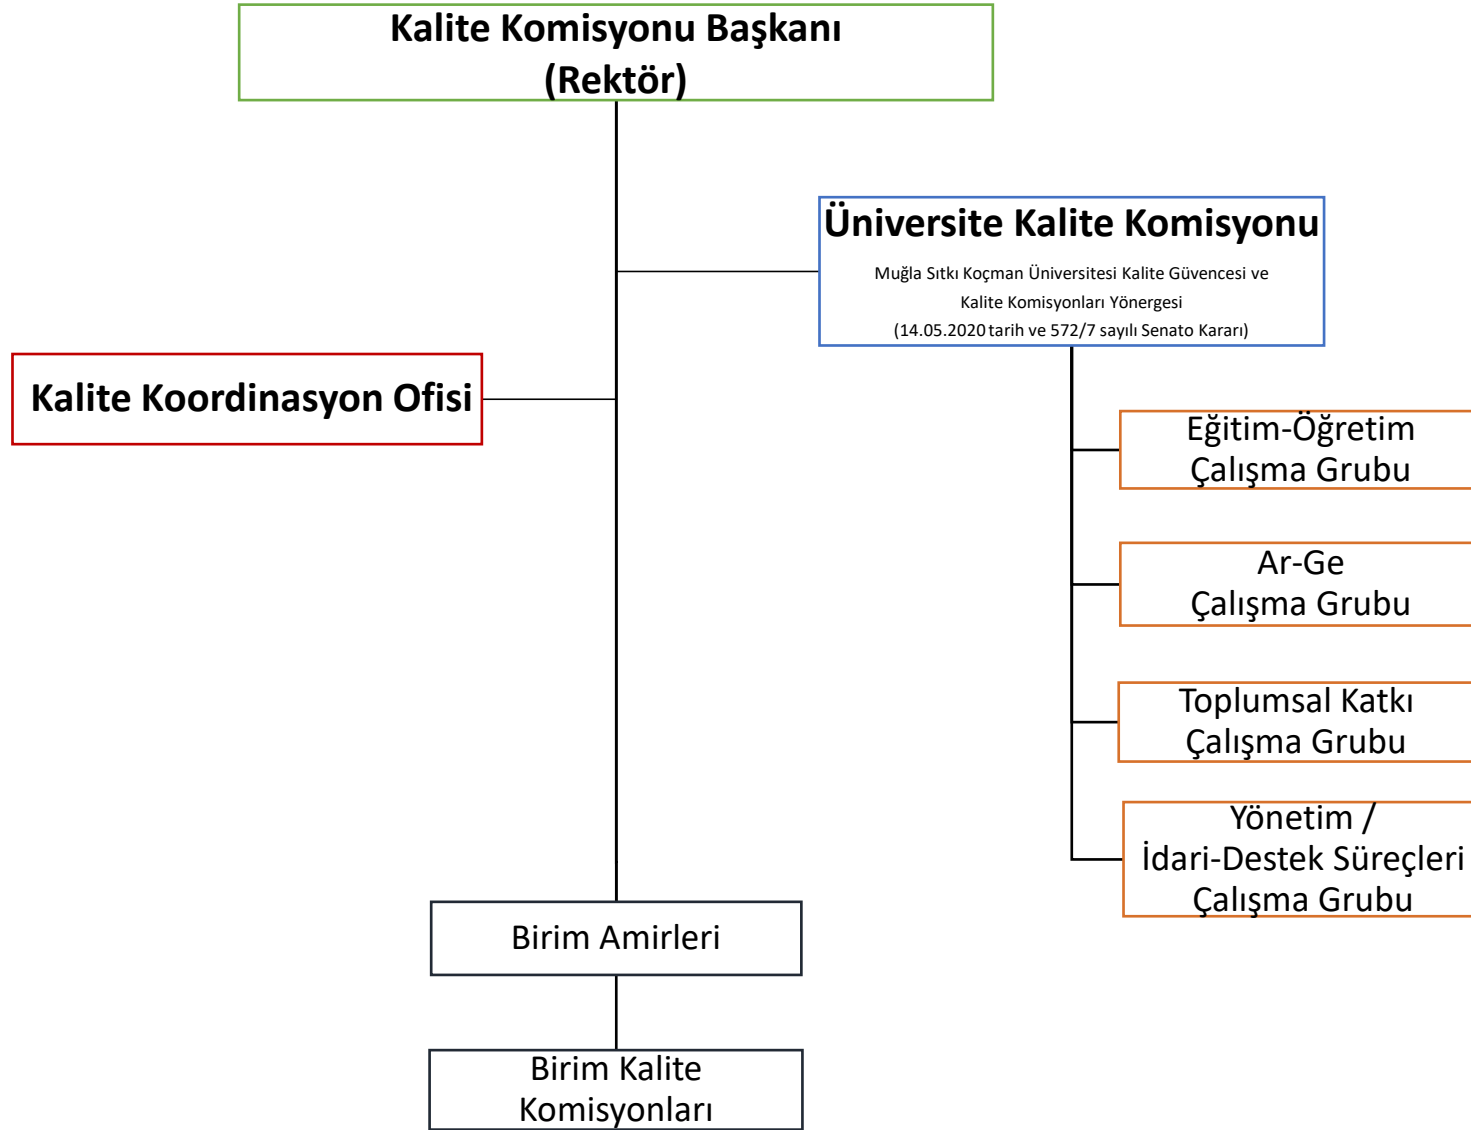 Kalite Komisyonu Başkanı
(Rektör)
Üniversite Kalite Komisyonu
Muğla Sıtkı Koçman Üniversitesi Kalite Güvencesi ve
Kalite Komisyonları Yönergesi
(14.05.2020 tarih ve 572/7 sayılı Senato Kararı)
Kalite Koordinasyon Ofisi
Eğitim-Öğretim
Çalışma Grubu
Ar-Ge
Çalışma Grubu
Toplumsal Katkı
Çalışma Grubu
Yönetim /
İdari-Destek Süreçleri
Çalışma Grubu
Birim Amirleri
Birim Kalite
Komisyonları